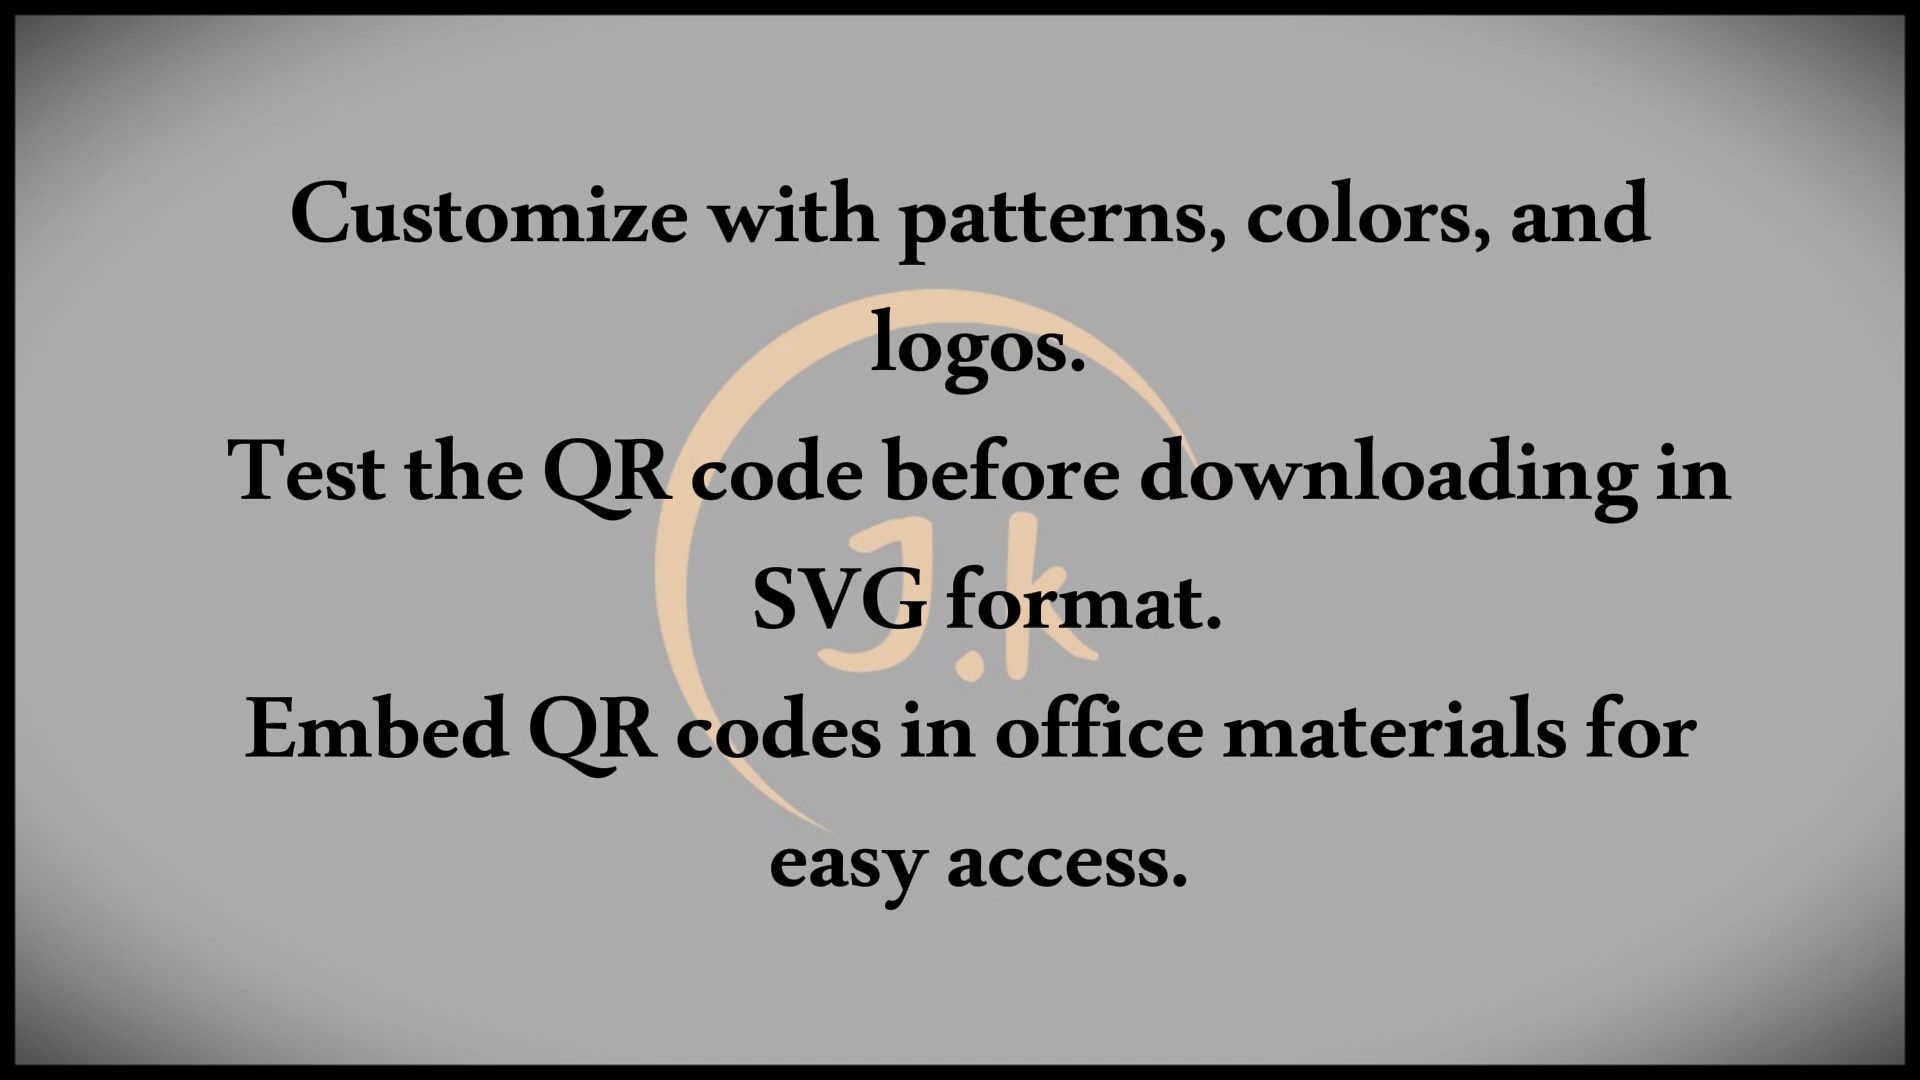 Customize with patterns, colors, and
logos.
Test the QR code before downloading in
SVG format.
J.k
Embed QR codes in office materials for
easy access.